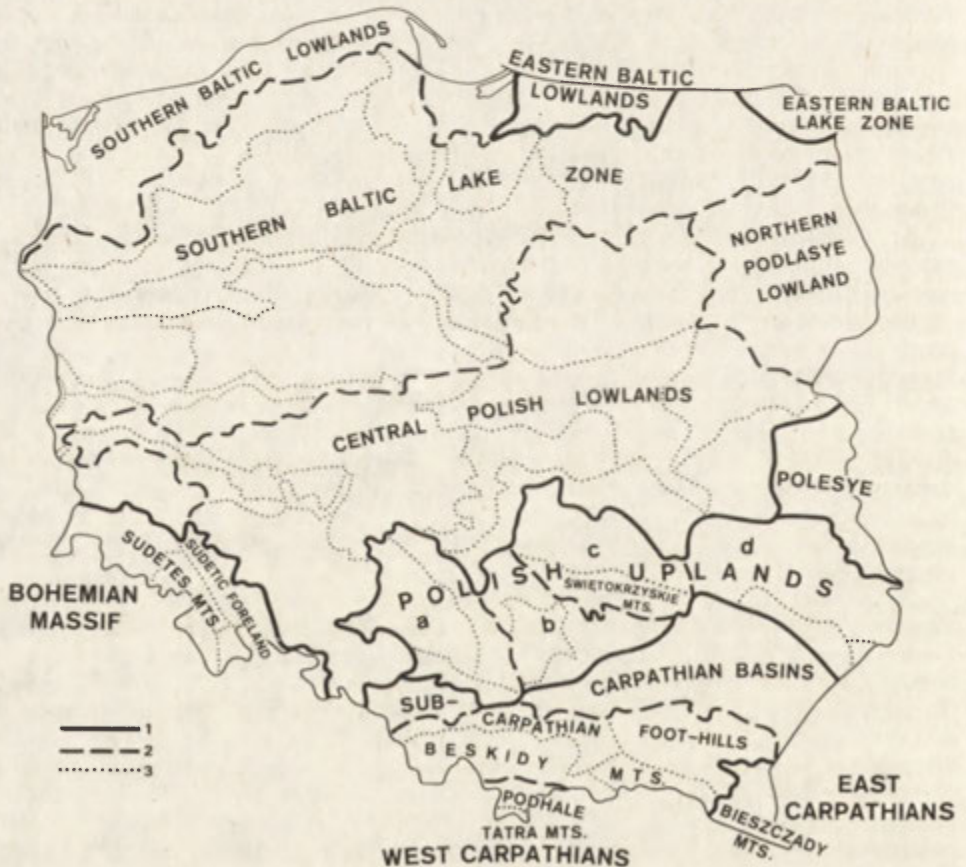 SOUTHERN BALTIC LOWLANDS
EASTERN BALTIC
LOWLANDS
EASTERN BALTIC
LAKE ZONE
SOUTHERN BALTIC LAKE ZONE
NORTHERN
PODLASYE
LOWLAND
CENTRAL POLISH LOWLANDS
POLESYE
SUDETES MTS.
SUDETIC FORELAND
BOHEMIAN
MASSIF
POLISH UPLANDS
a
b
c
d
ŚWIĘTOKRZYSKIE
MTS.
SUB-
CARPATHIAN BASINS
CARPATHIAN FOOT-HILLS
BESKIDY MTS.
PODHALE
TATRA MTS.
WEST CARPATHIANS
BIESZCZADY
MTS.
EAST
CARPATHIANS
1
2
3